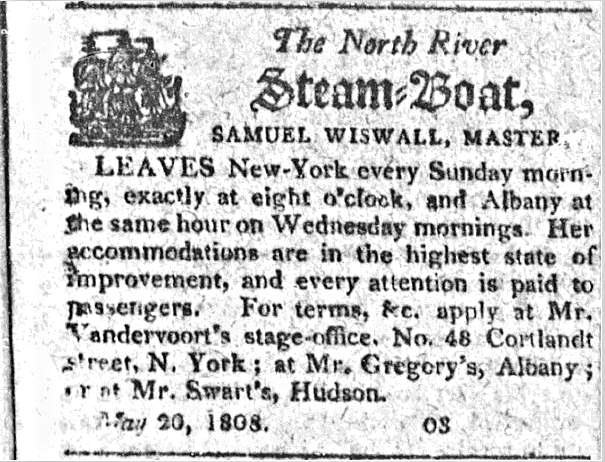 The North River
Steam-Boat,
SAMUEL WISWALL, MASTER,
LEAVES New-York every Sunday morn-
ing, exactly at eight o'clock, and Albany at
the same hour on Wednesday mornings. Her
accommodations are in the highest state of
improvement, and every attention is paid to
passengers. For terms, &c. apply at Mr.
Vandervoort's stage-office, No. 48 Cortlandt
street, N. York; at Mr. Gregory's, Albany;
or at Mr. Swart's, Hudson.
May 20, 1808. 03